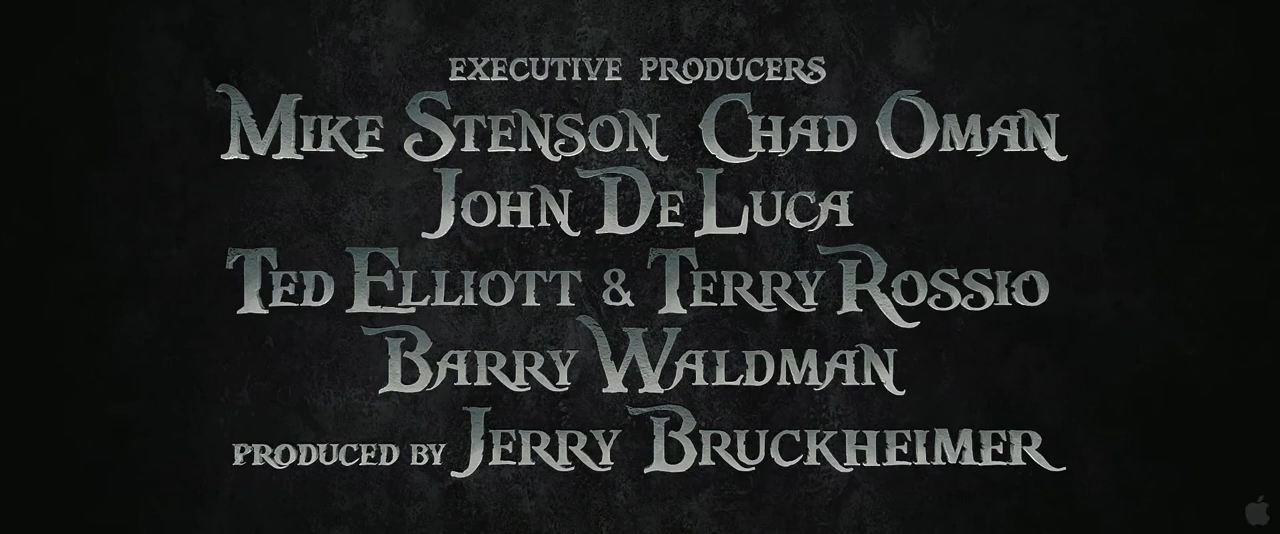 EXECUTIVE PRODUCERS
MIKE STENSON CHAD OMAN
JOHN DE LUCA
TED ELLIOTT & TERRY ROSSIO
BARRY WALDMAN
PRODUCED BY JERRY BRUCKHEIMER